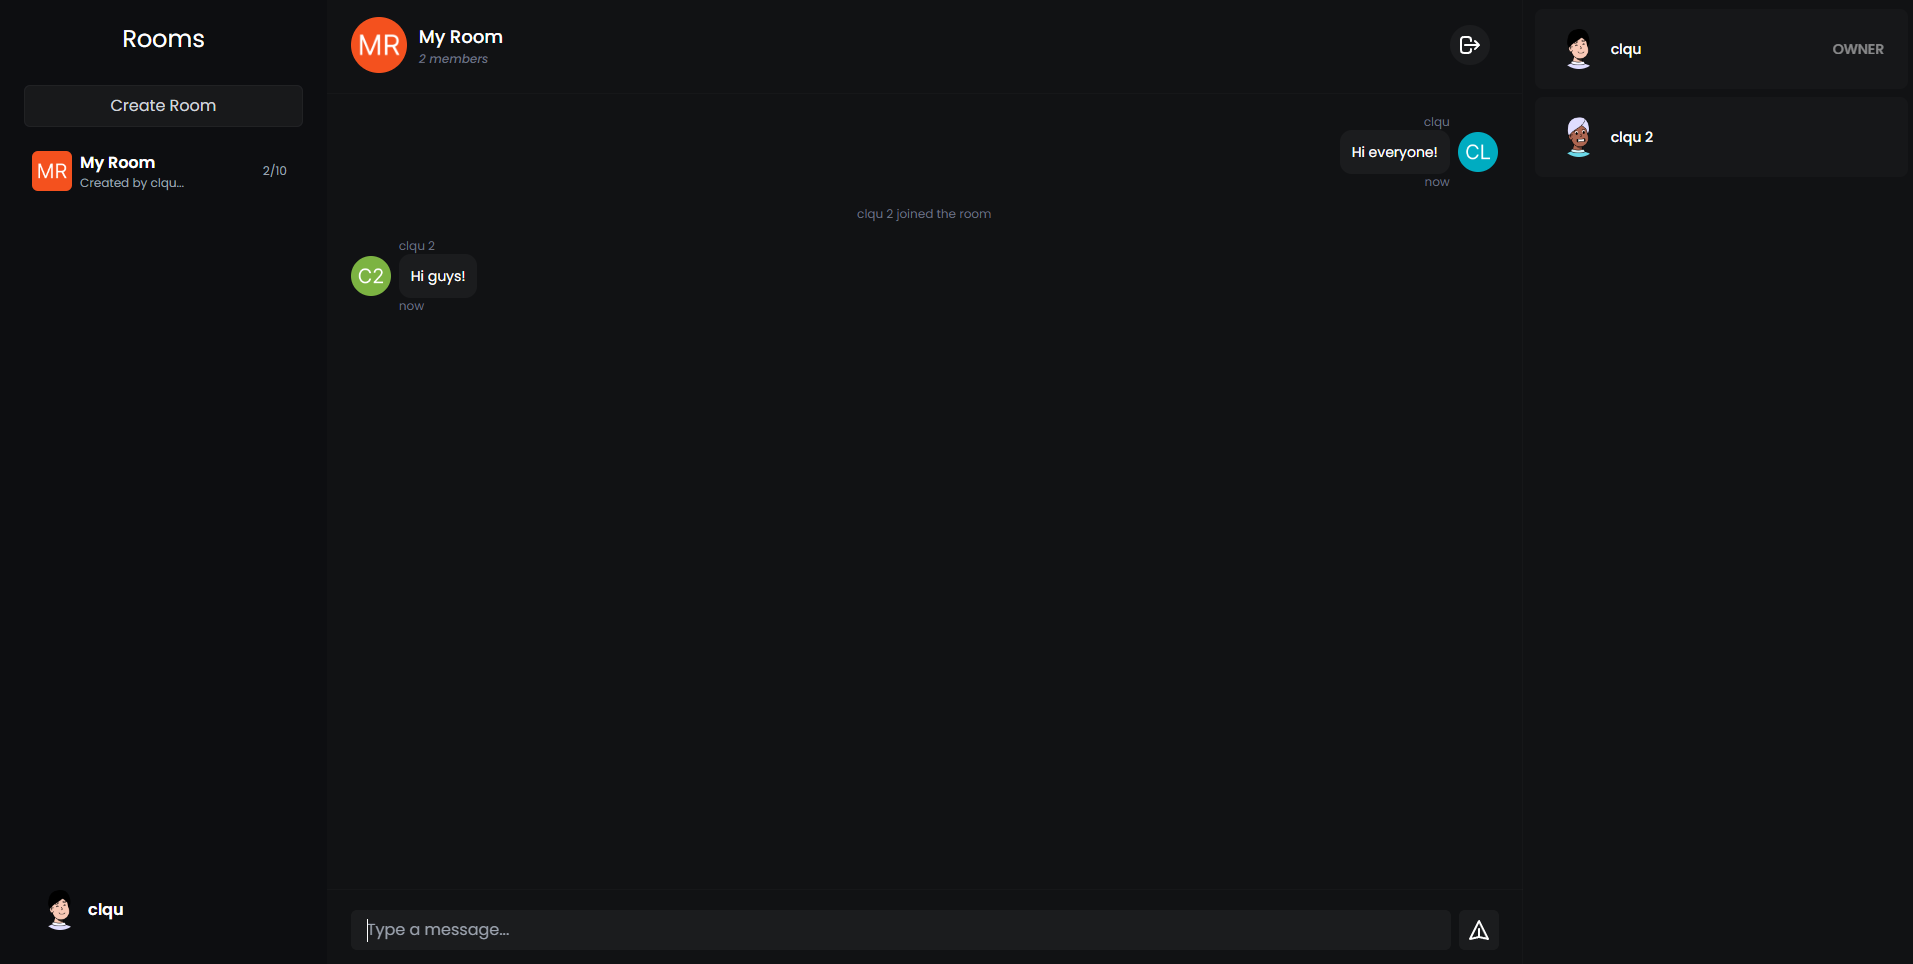 Rooms
Create Room
MR
My Room
Created by clqu...
2/10
clqu
MR
My Room
2 members
clqu
Hi everyone!
CL
now
clqu 2 joined the room
clqu 2
C2
Hi guys!
now
Type a message...
clqu
OWNER
clqu 2